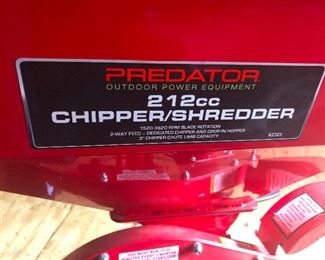 PREDATOR
OUTDOOR POWER EQUIPMENT
212cc
CHIPPER/SHREDDER
1520-3620 RPM BLADE ROTATION
2-WAY FEED - DEDICATED CHIPPER AND DROP-IN HOPPER
3" CHIPPER CHUTE LIMB CAPACITY
62323